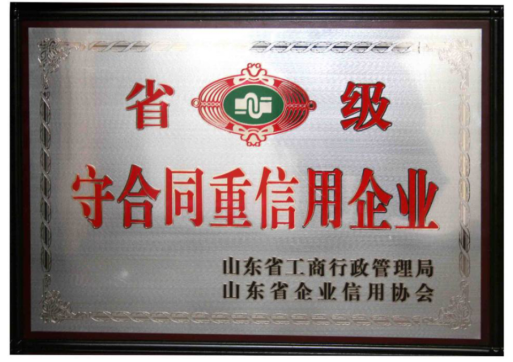 省 级
守合同重信用企业
山东省工商行政管理局
山东省企业信用协会